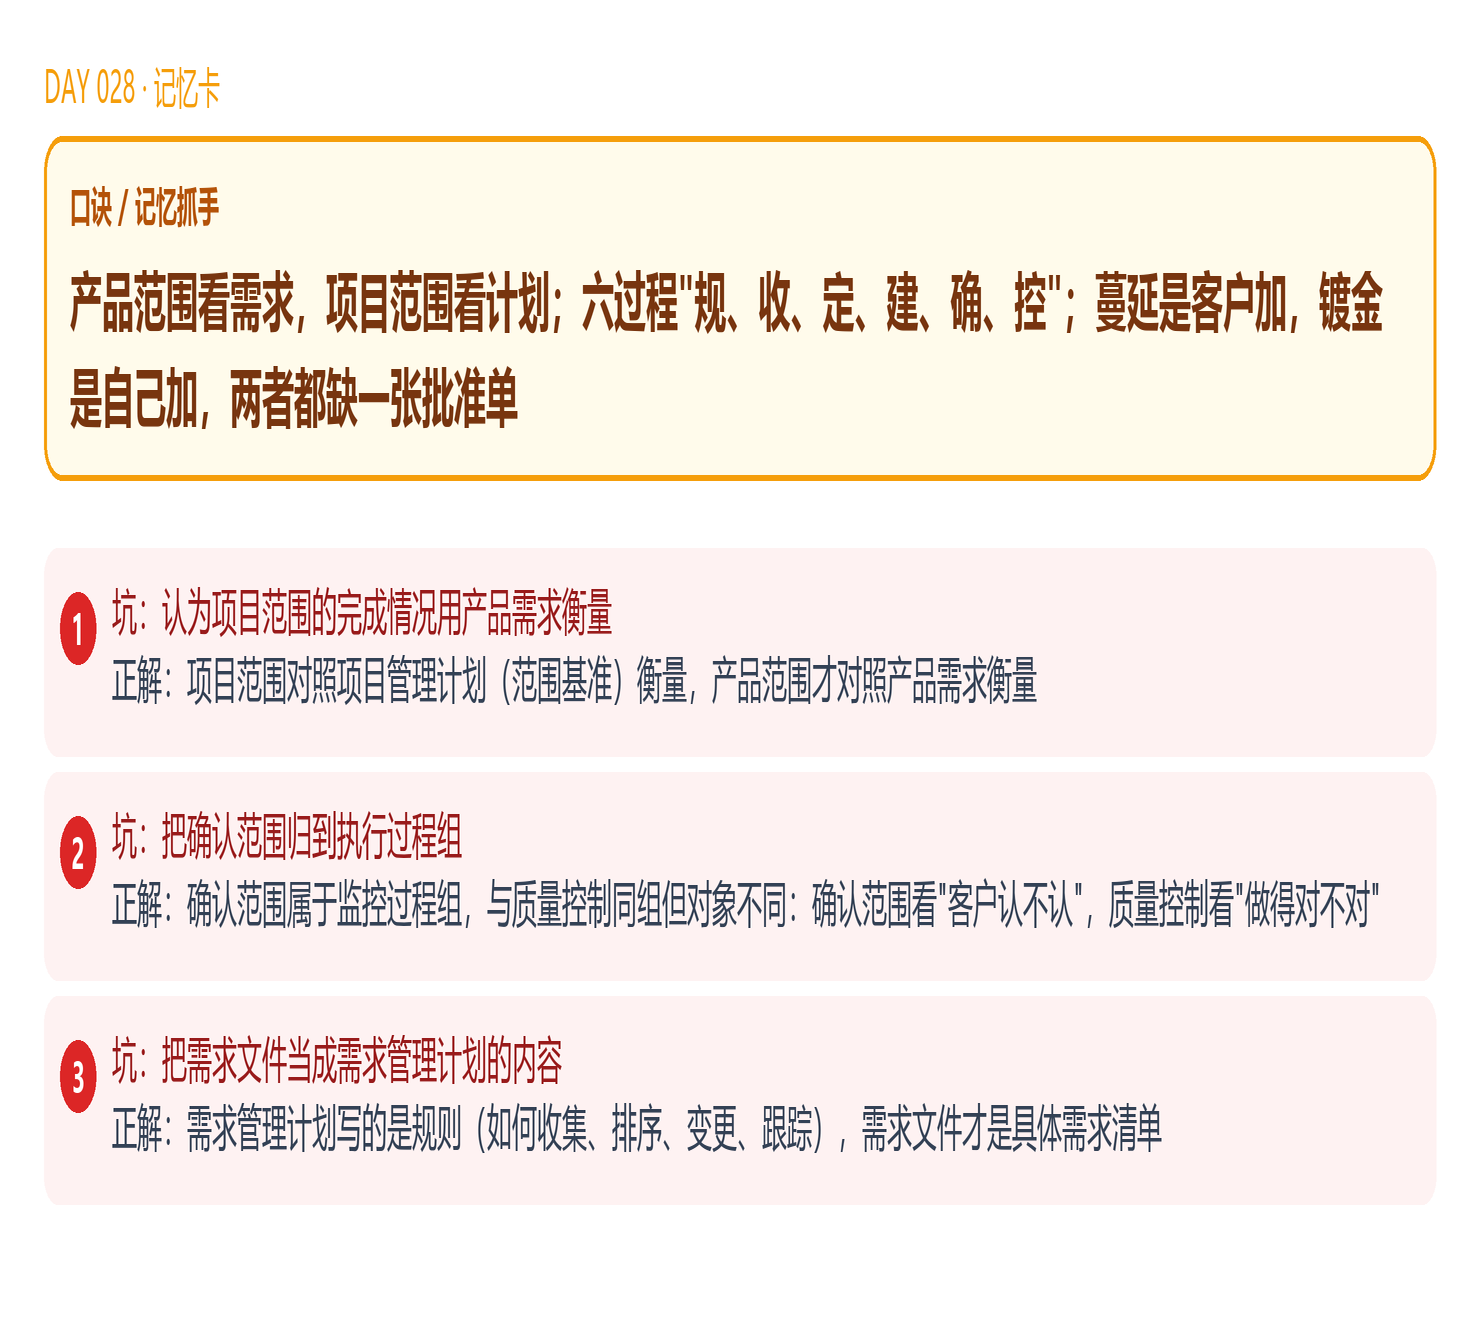 DAY 028 · 记忆卡
口诀 / 记忆抓手
产品范围看需求，项目范围看计划；六过程"规、收、定、建、确、控"；蔓延是客户加，镀金
是自己加，两者都缺一张批准单
1
坑：认为项目范围的完成情况用产品需求衡量
正解：项目范围对照项目管理计划（范围基准）衡量，产品范围才对照产品需求衡量
2
坑：把确认范围归到执行过程组
正解：确认范围属于监控过程组，与质量控制同组但对象不同：确认范围看"客户认不认"，质量控制看"做得对不对"
3
坑：把需求文件当成需求管理计划的内容
正解：需求管理计划写的是规则（如何收集、排序、变更、跟踪），需求文件才是具体需求清单